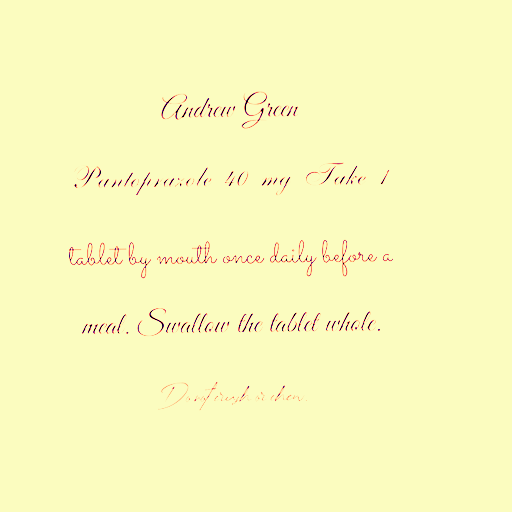 Andrew Green
Pantoprazole 40 mg Take 1
tablet by mouth once daily before a
meal. Swallow the tablet whole.
Do not crush or chew.